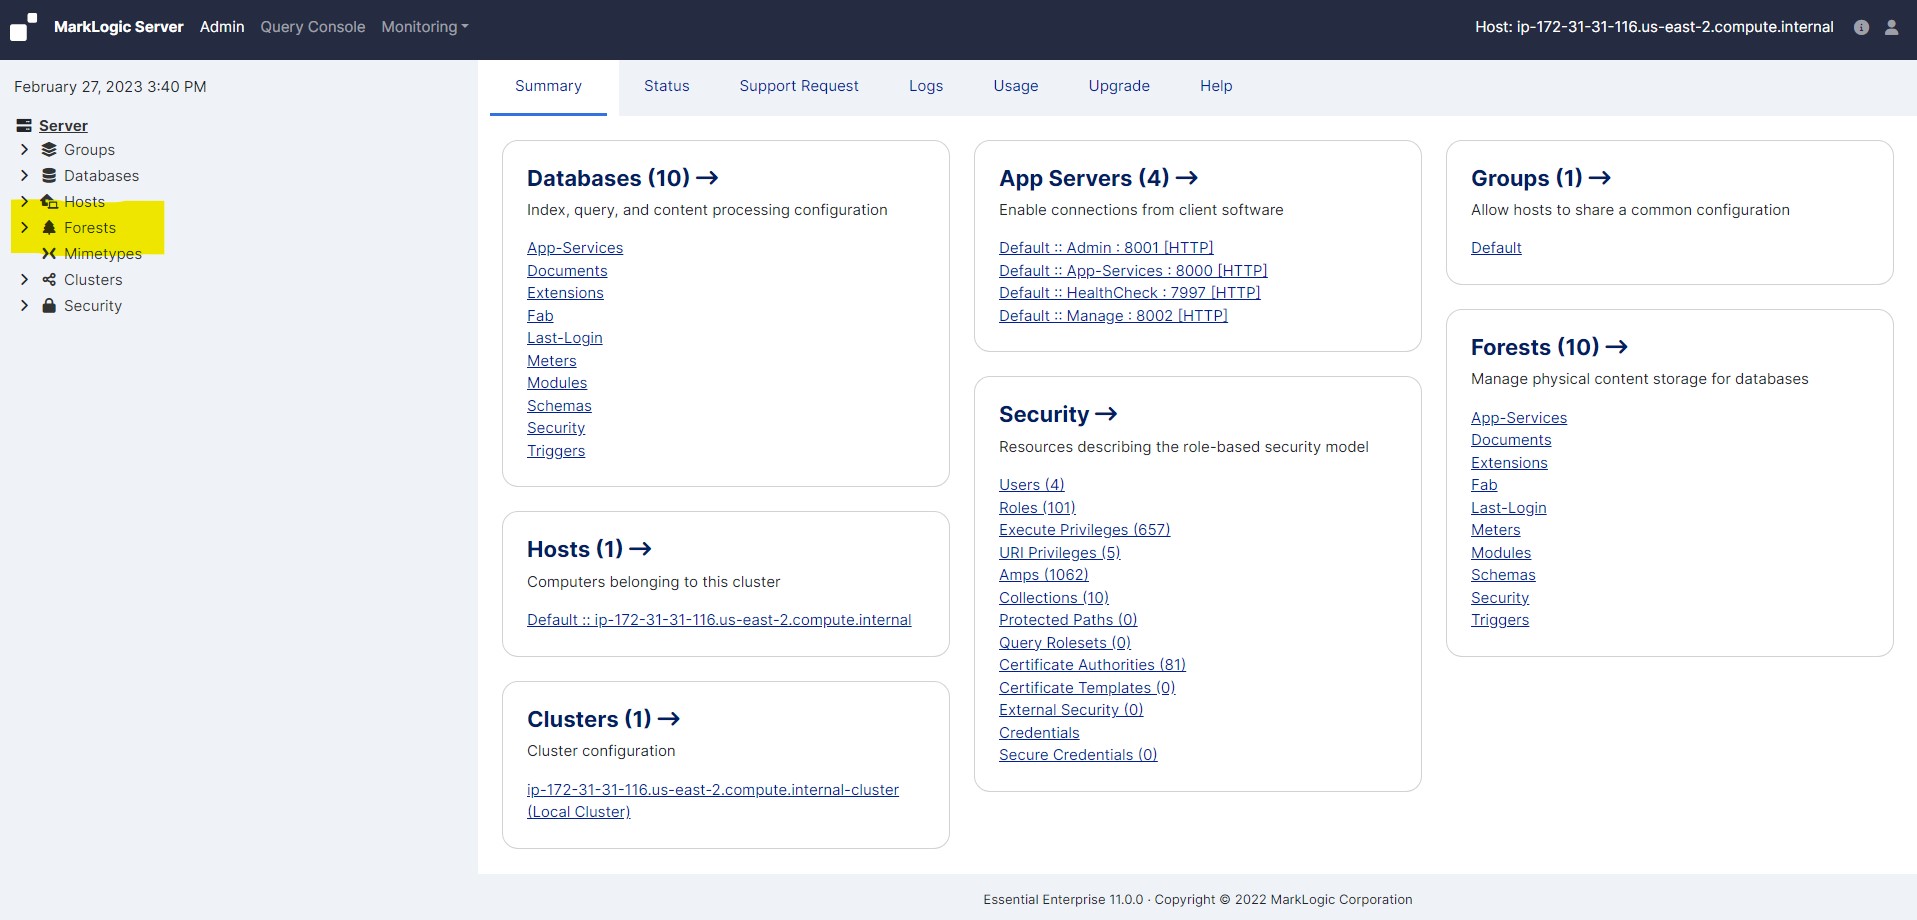 MarkLogic Server Admin Query Console Monitoring
Host: ip-172-31-31-116.us-east-2.compute.internal
February 27, 2023 3:40 PM
Server
Groups
Databases
Hosts
Forests
Mimetypes
Clusters
Security
Summary Status Support Request Logs Usage Upgrade Help
Databases (10) →
Index, query, and content processing configuration
App-Services
Documents
Extensions
Fab
Last-Login
Meters
Modules
Schemas
Security
Triggers
Hosts (1) →
Computers belonging to this cluster
Default :: ip-172-31-31-116.us-east-2.compute.internal
Clusters (1) →
Cluster configuration
ip-172-31-31-116.us-east-2.compute.internal-cluster
(Local Cluster)
App Servers (4) →
Enable connections from client software
Default :: Admin : 8001 [HTTP]
Default :: App-Services : 8000 [HTTP]
Default :: HealthCheck : 7997 [HTTP]
Default :: Manage : 8002 [HTTP]
Security →
Resources describing the role-based security model
Users (4)
Roles (101)
Execute Privileges (657)
URI Privileges (5)
Amps (1062)
Collections (10)
Protected Paths (0)
Query Rolesets (0)
Certificate Authorities (81)
Certificate Templates (0)
External Security (0)
Credentials
Secure Credentials (0)
Groups (1) →
Allow hosts to share a common configuration
Default
Forests (10) →
Manage physical content storage for databases
App-Services
Documents
Extensions
Fab
Last-Login
Meters
Modules
Schemas
Security
Triggers
Essential Enterprise 11.0.0 · Copyright © 2022 MarkLogic Corporation